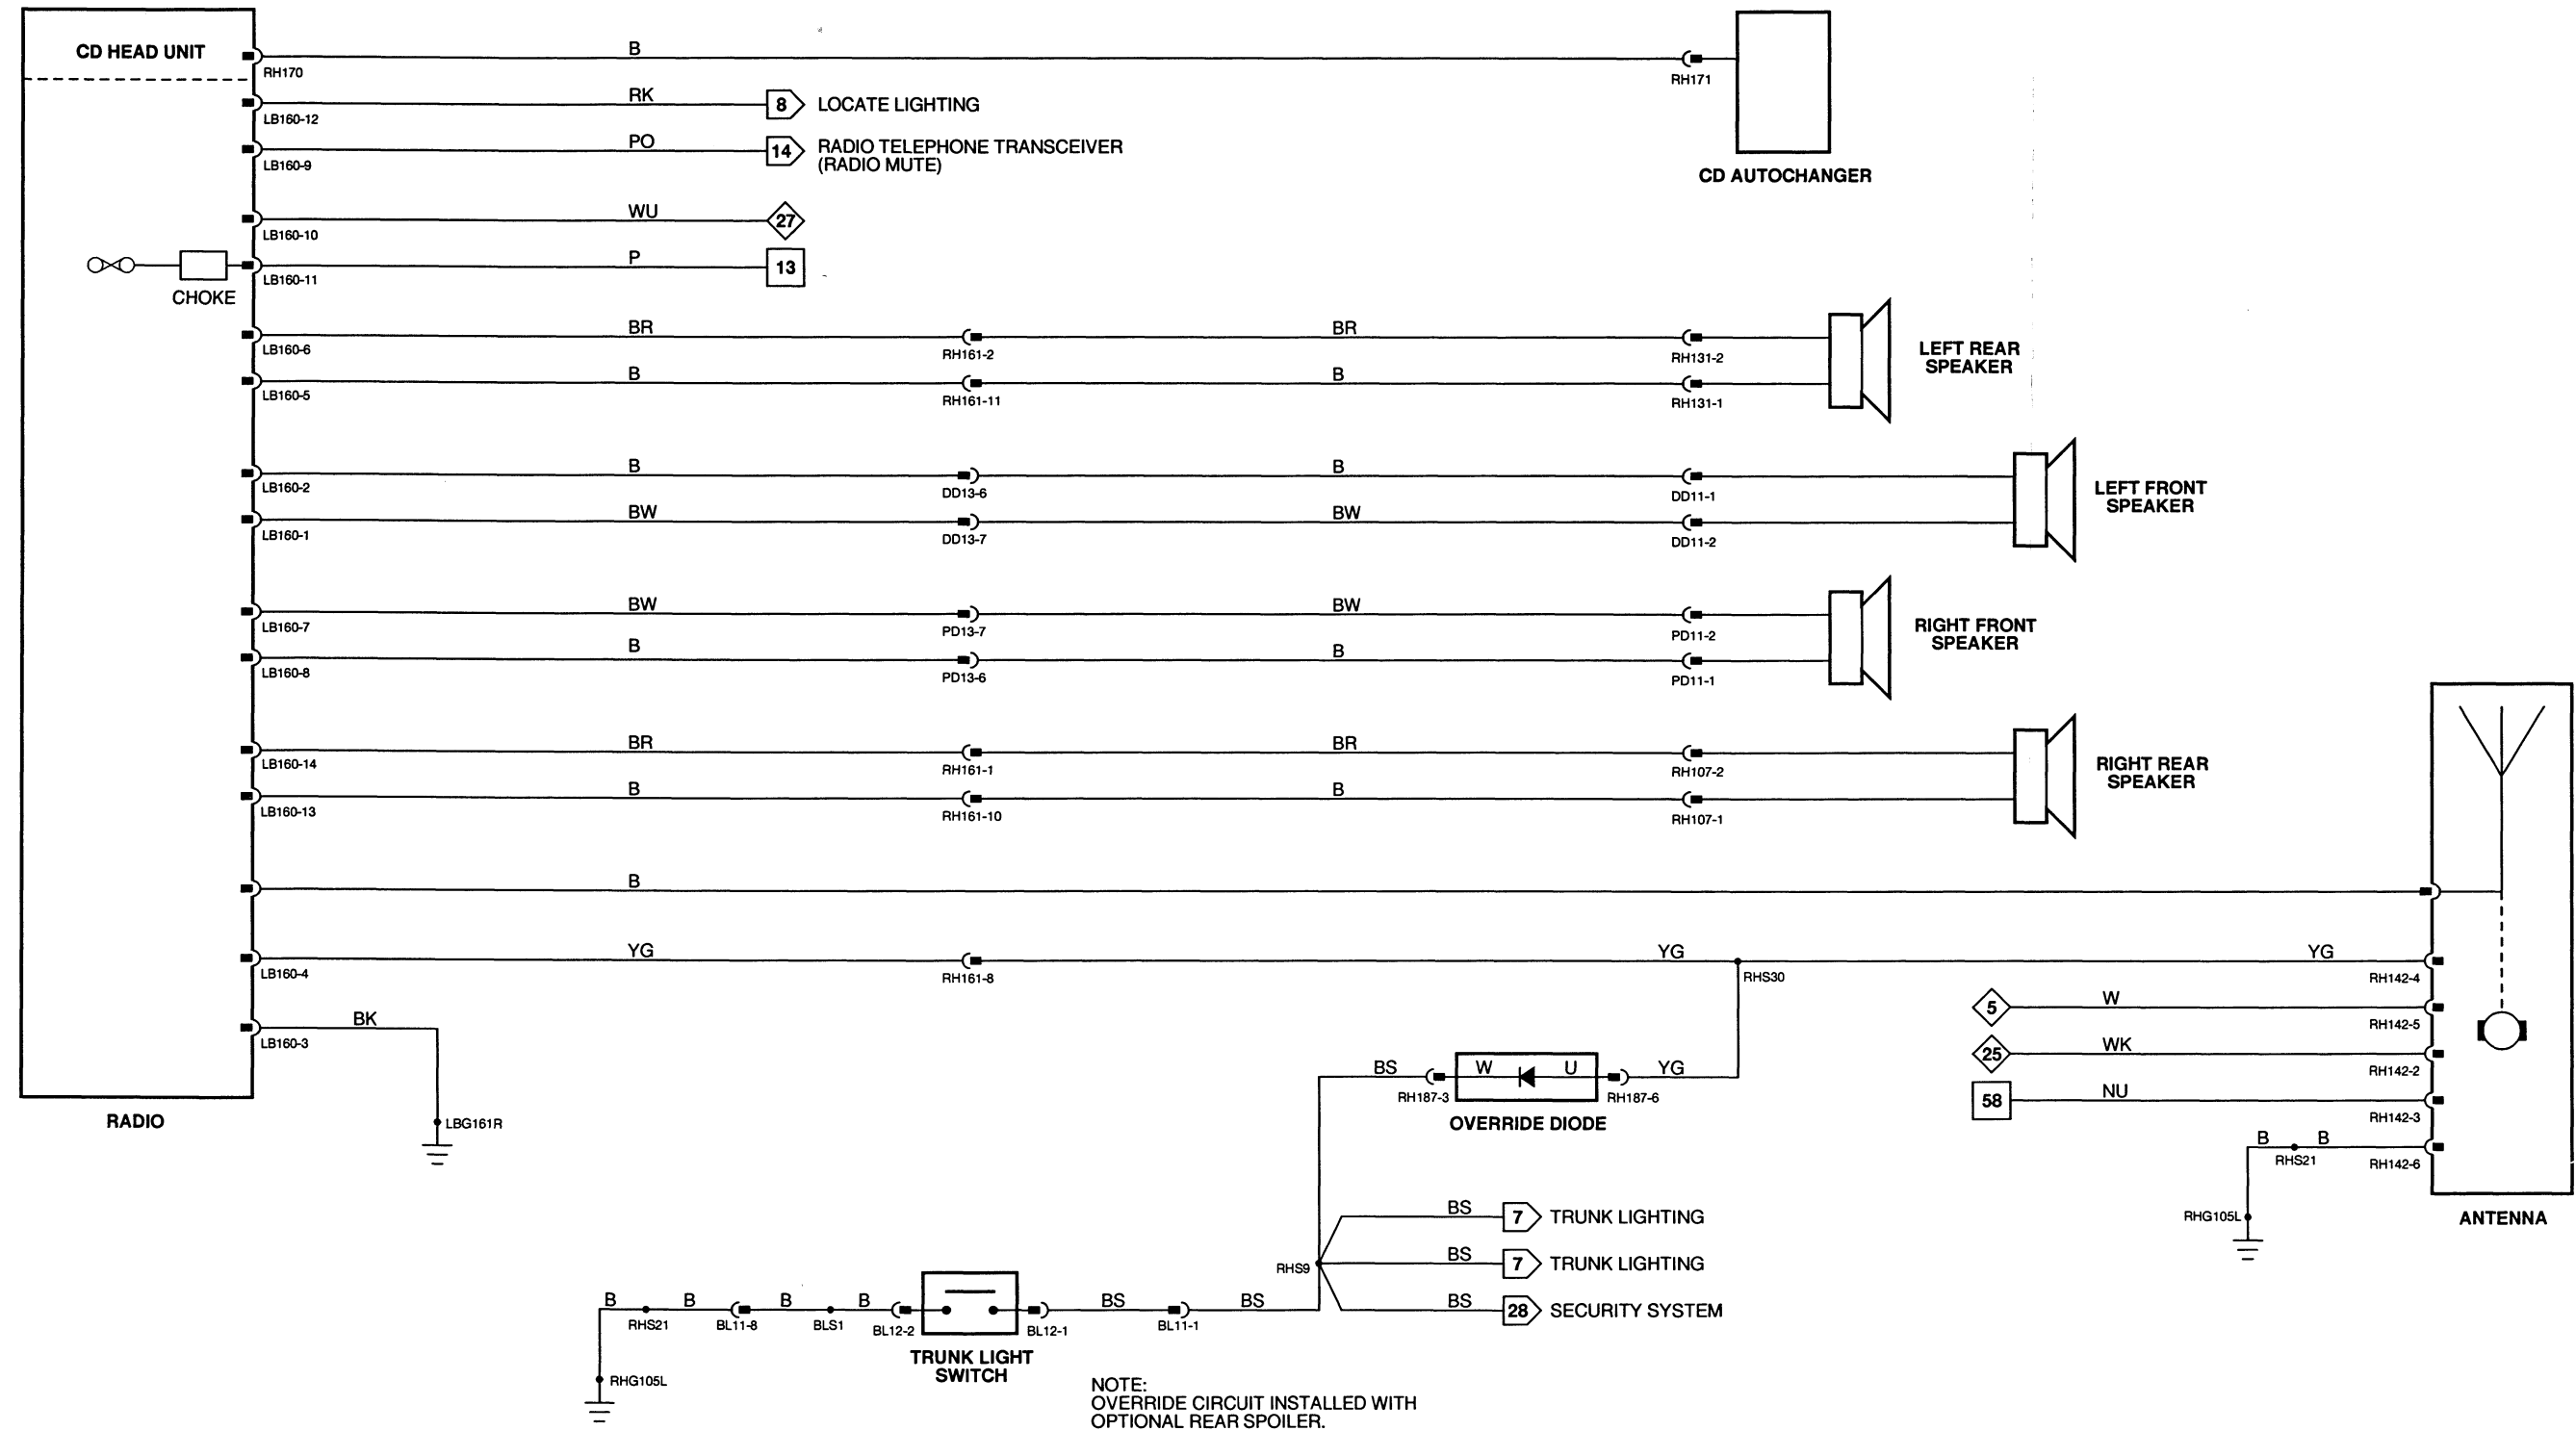 CD HEAD UNIT
B
RH170
RH171
CD AUTOCHANGER
RK
LB160-12
8
LOCATE LIGHTING
PO
LB160-9
14
RADIO TELEPHONE TRANSCEIVER
(RADIO MUTE)
WU
LB160-10
27
P
LB160-11
13
CHOKE
BR
LB160-6
RH161-2
BR
RH131-2
B
LB160-5
RH161-11
B
RH131-1
LEFT REAR
SPEAKER
B
LB160-2
DD13-6
B
DD11-1
BW
LB160-1
DD13-7
BW
DD11-2
LEFT FRONT
SPEAKER
BW
LB160-7
PD13-7
BW
PD11-2
B
LB160-8
PD13-6
B
PD11-1
RIGHT FRONT
SPEAKER
BR
LB160-14
RH161-1
BR
RH107-2
B
LB160-13
RH161-10
B
RH107-1
RIGHT REAR
SPEAKER
B
YG
LB160-4
RH161-8
YG
RHS30
YG
RH142-4
5
W
RH142-5
25
WK
RH142-2
58
NU
RH142-3
B
RHS21
B
RH142-6
RHG105L
ANTENNA
BK
LB160-3
LBG161R
RADIO
BS
RH187-3
W
U
RH187-6
YG
OVERRIDE DIODE
BS
7
TRUNK LIGHTING
BS
7
TRUNK LIGHTING
RHS9
BS
28
SECURITY SYSTEM
B
RHS21
B
BL11-8
B
BLS1
B
BL12-2
BL12-1
BS
BL11-1
BS
TRUNK LIGHT
SWITCH
RHG105L
NOTE:
OVERRIDE CIRCUIT INSTALLED WITH
OPTIONAL REAR SPOILER.